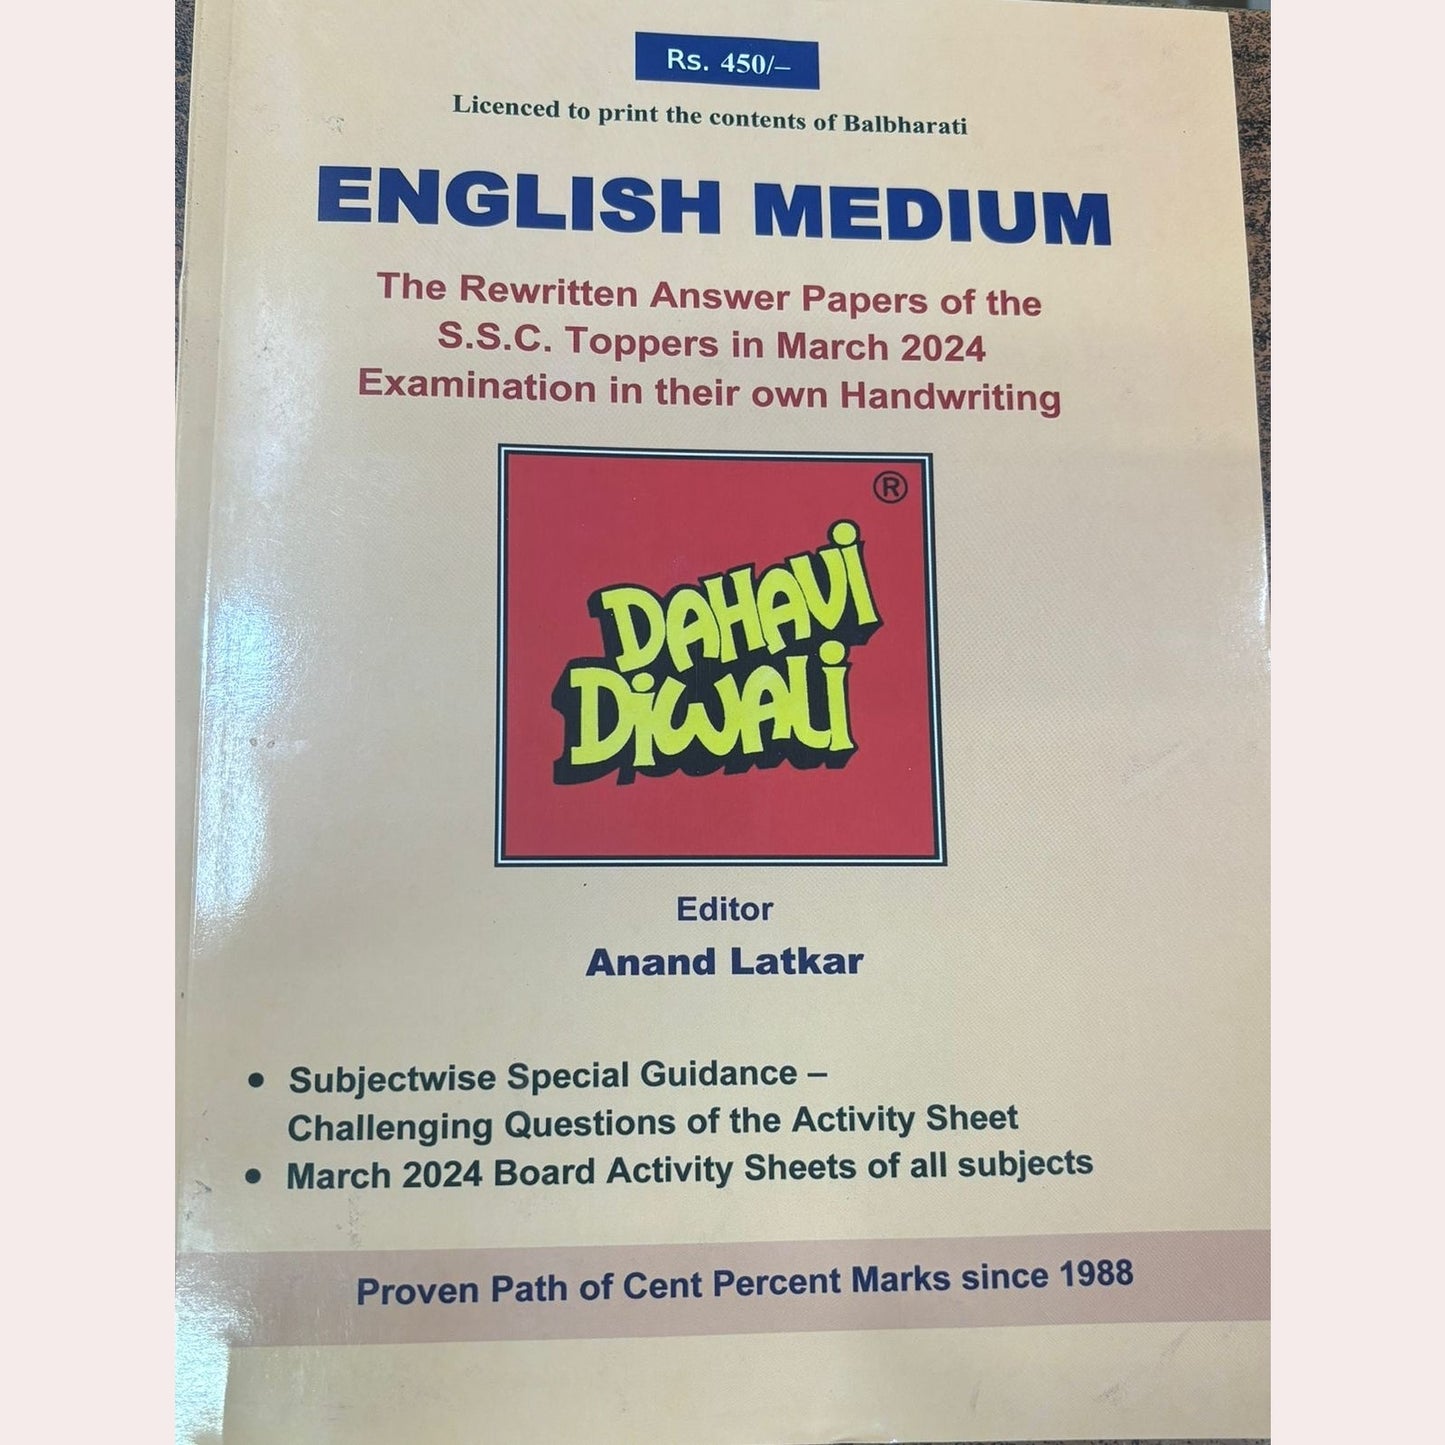 Rs. 450/–
Licenced to print the contents of Balbharati
ENGLISH MEDIUM
The Rewritten Answer Papers of the
S.S.C. Toppers in March 2024
Examination in their own Handwriting
®
DAHAVi
DiWALi
Editor
Anand Latkar
• Subjectwise Special Guidance –
Challenging Questions of the Activity Sheet
• March 2024 Board Activity Sheets of all subjects
Proven Path of Cent Percent Marks since 1988